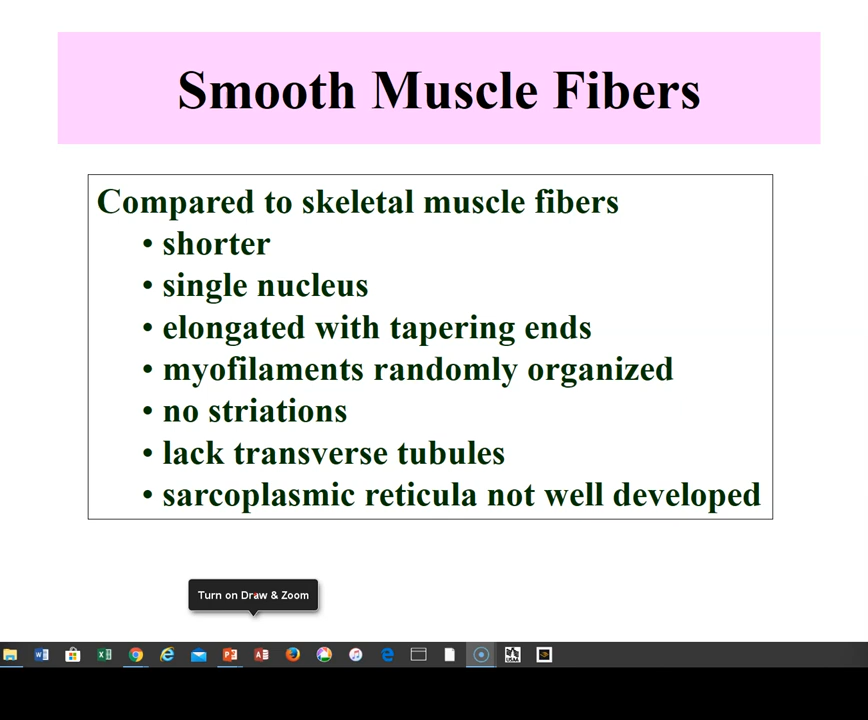 Smooth Muscle Fibers
Compared to skeletal muscle fibers
• shorter
• single nucleus
• elongated with tapering ends
• myofilaments randomly organized
• no striations
• lack transverse tubules
• sarcoplasmic reticula not well developed
Turn on Draw & Zoom